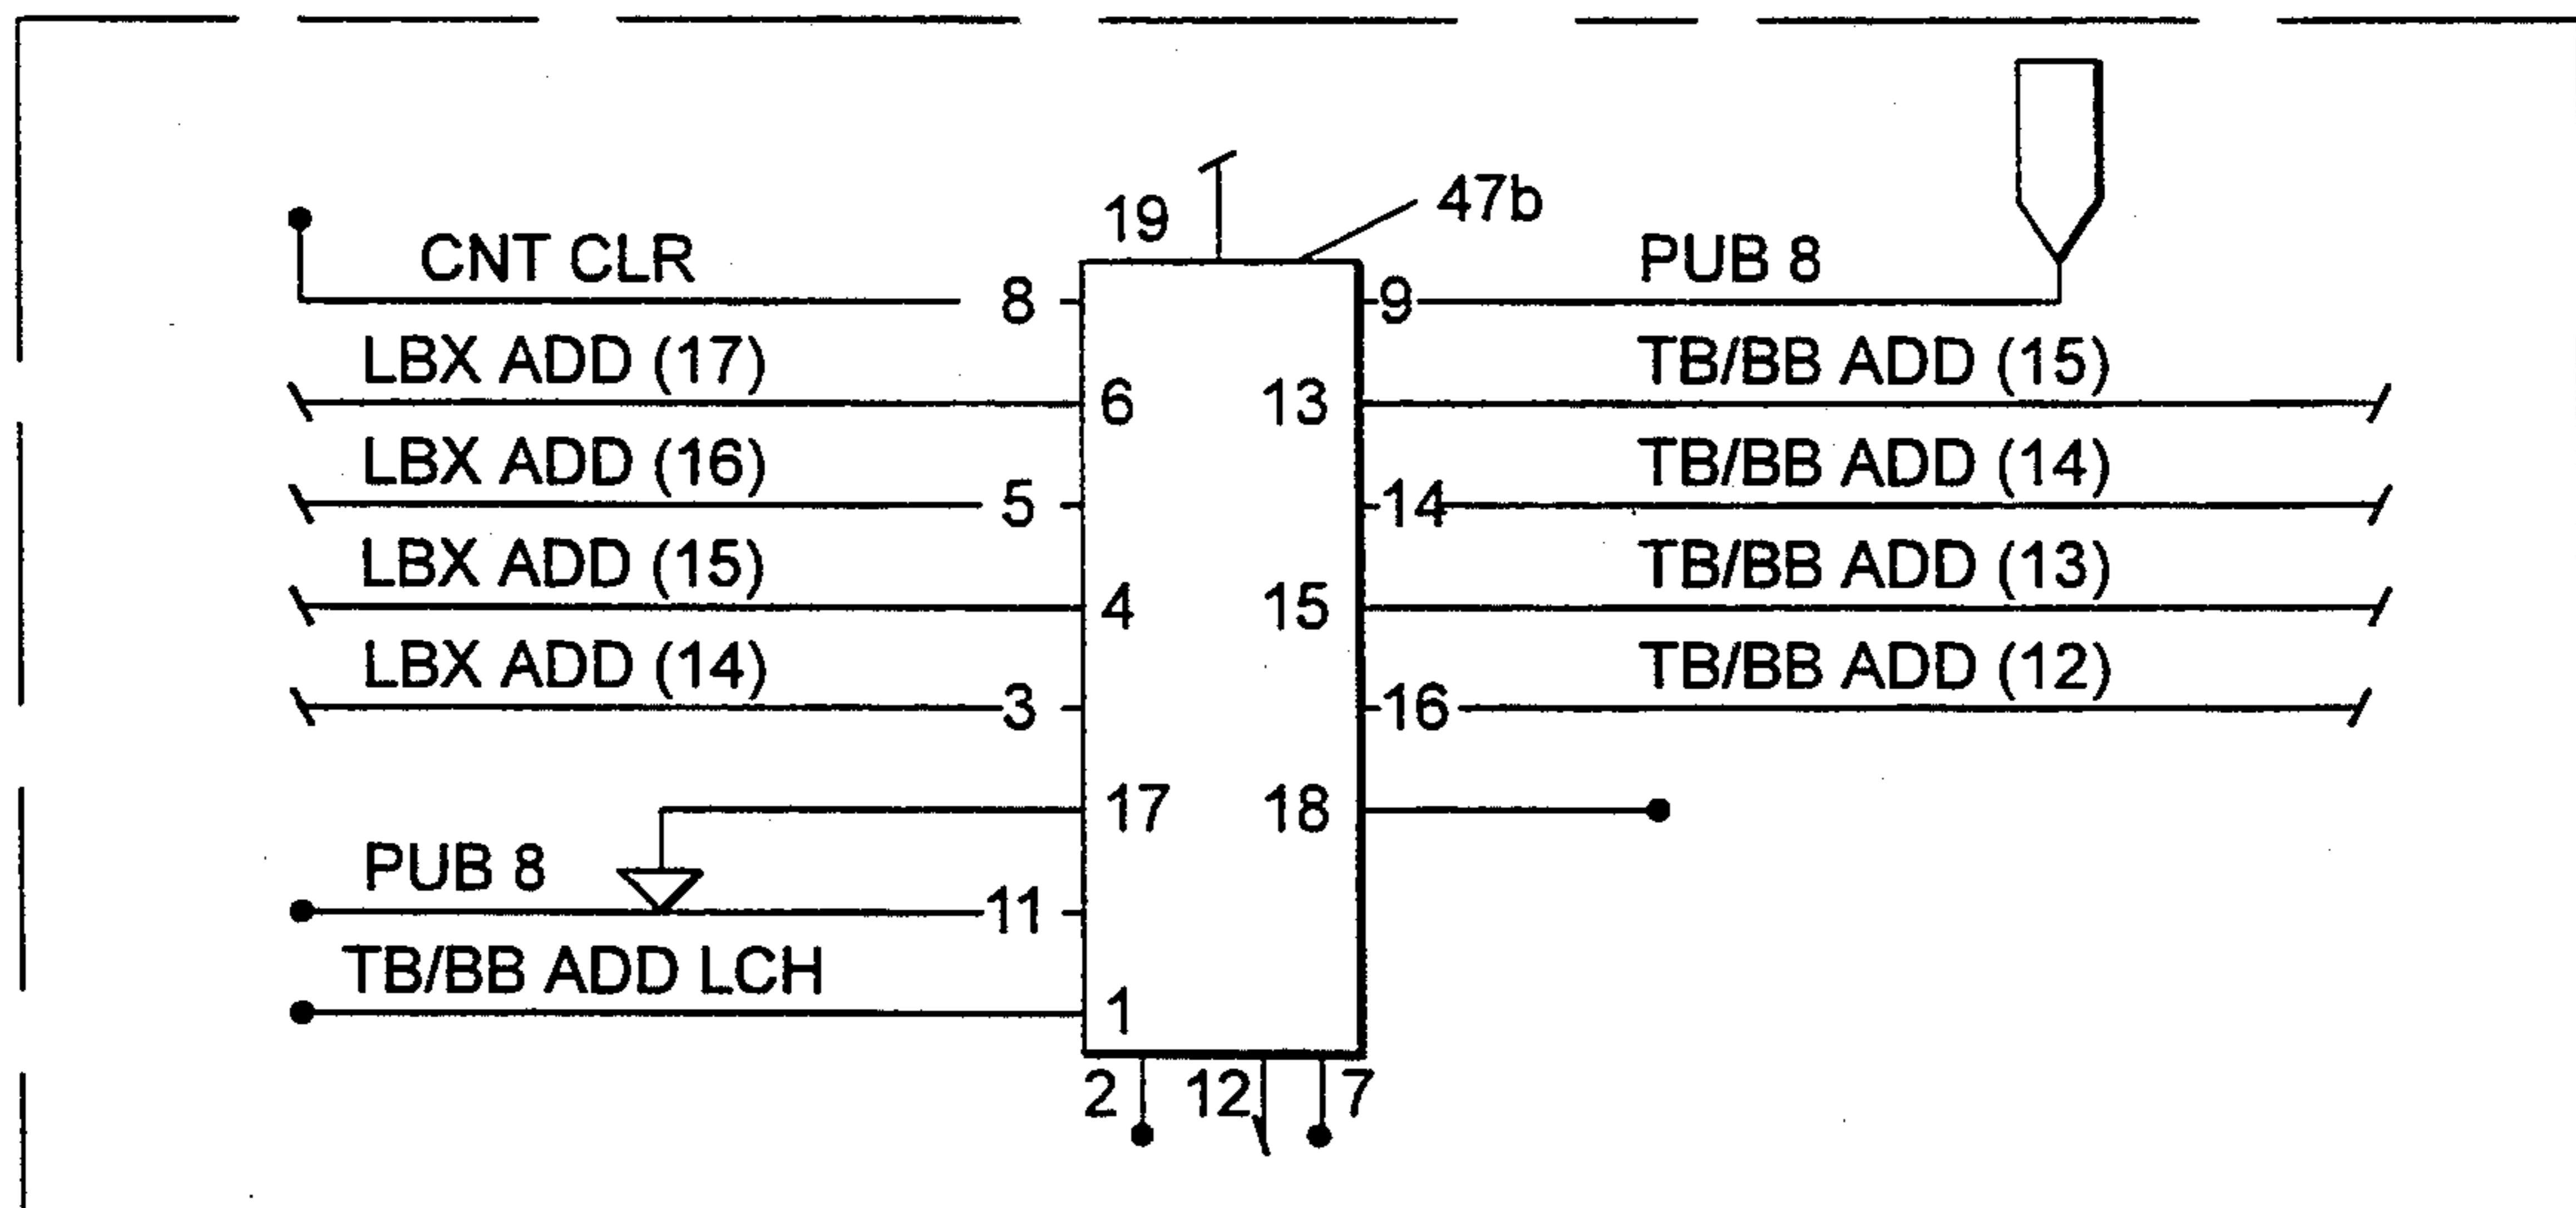 19 47b
CNT CLR 8 9 PUB 8
LBX ADD (17) 6 13 TB/BB ADD (15)
LBX ADD (16) 5 14 TB/BB ADD (14)
LBX ADD (15) 4 15 TB/BB ADD (13)
LBX ADD (14) 3 16 TB/BB ADD (12)
17 18
PUB 8 11
TB/BB ADD LCH 1
2 12 7